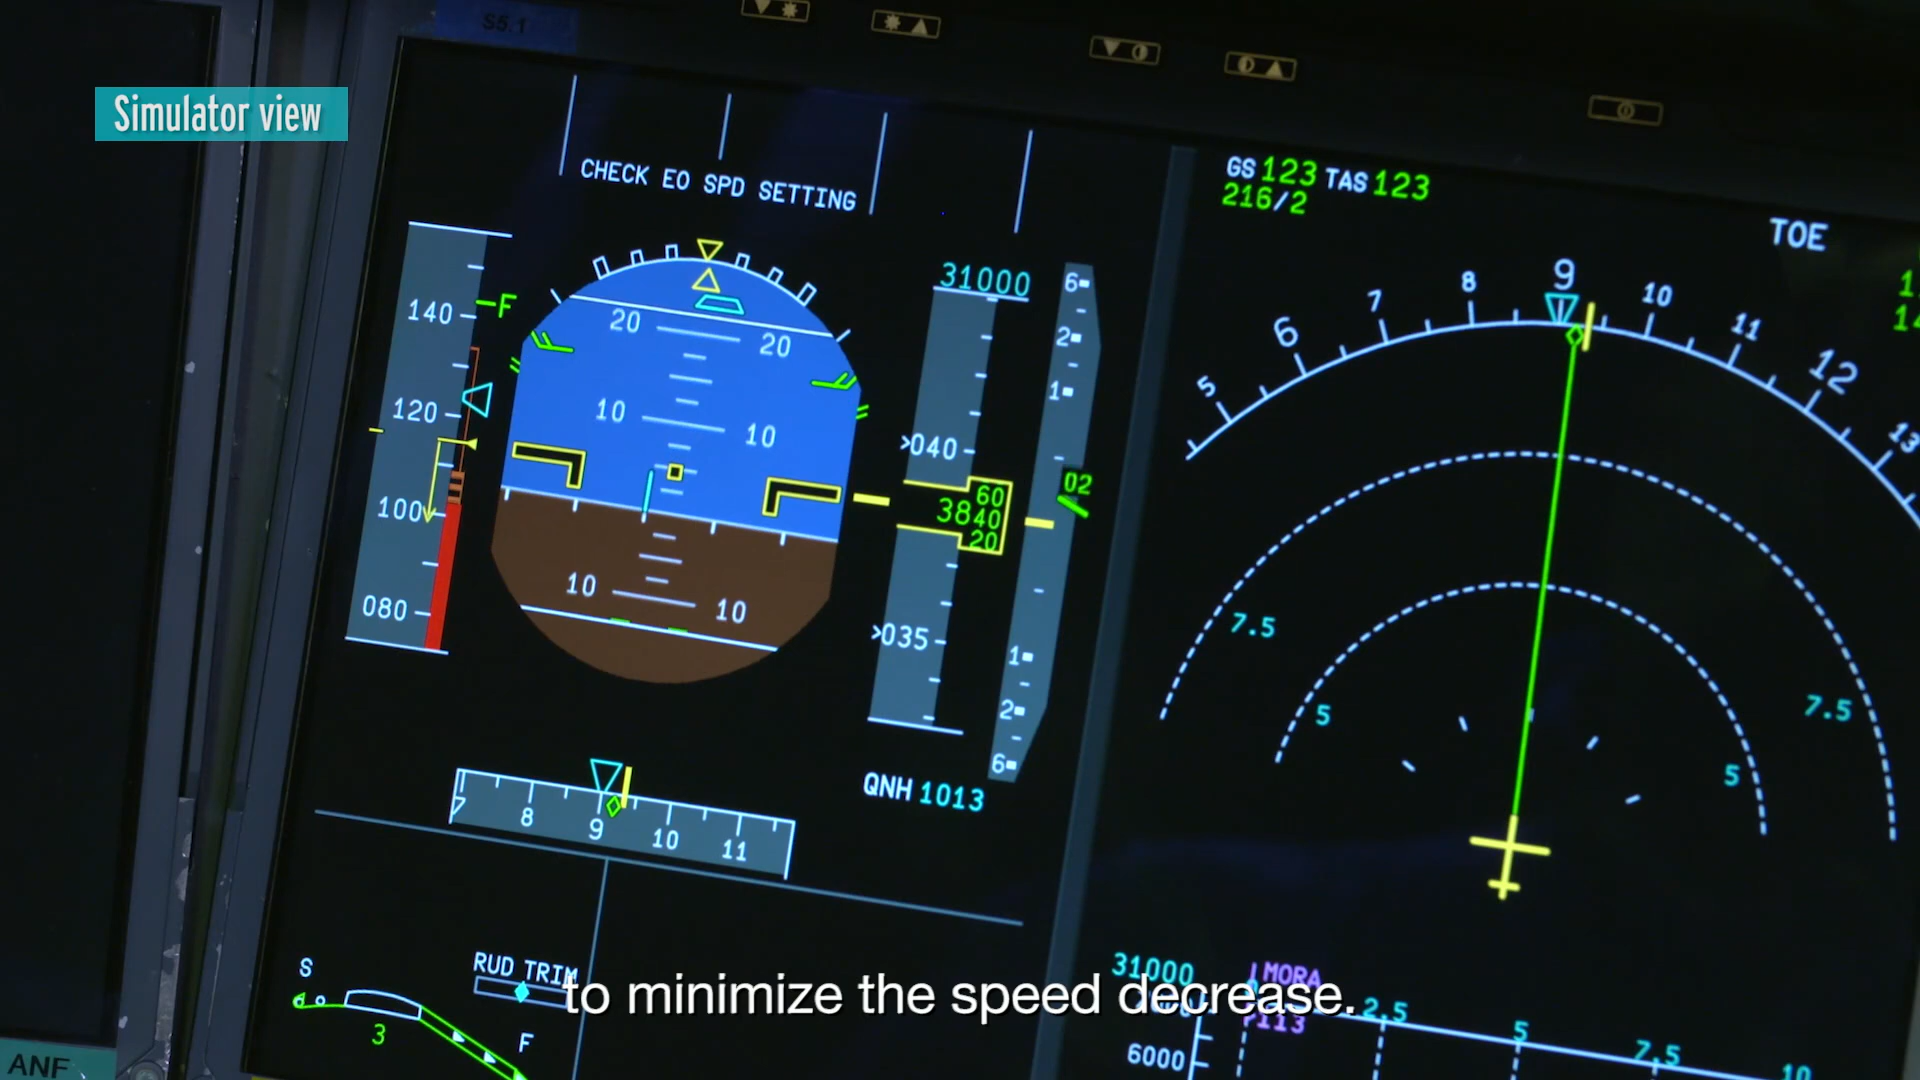 S5.1
Simulator view
CHECK EO SPD SETTING
GS 123 TAS 123
216/2
TOE
140
F
120
100
080
20 20
10 10
10 10
31000
>040
60
3840
20
>035
6
2
1
02
1
2
6
QNH 1013
7 8 9 10 11
5 6 7 8 9 10 11 12 13
7.5 7.5
5 5
S
RUD TRIM
F
3
31000
MORA
to minimize the speed decrease.
2.5 5 7.5 10
6000
ANF